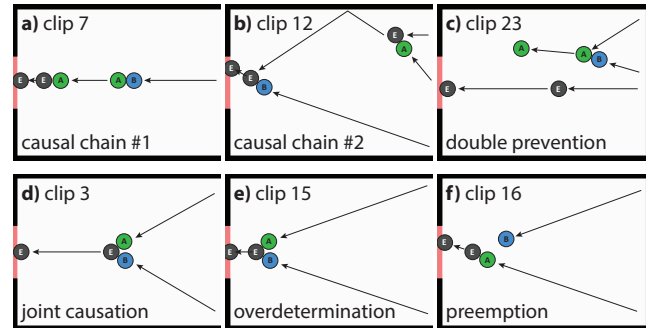 a) clip 7
E E A A B
causal chain #1
b) clip 12
E A
E E B
causal chain #2
c) clip 23
A A B
E E
double prevention
d) clip 3
A
E E
B
joint causation
e) clip 15
A
E E
B
overdetermination
f) clip 16
B
E E A
preemption